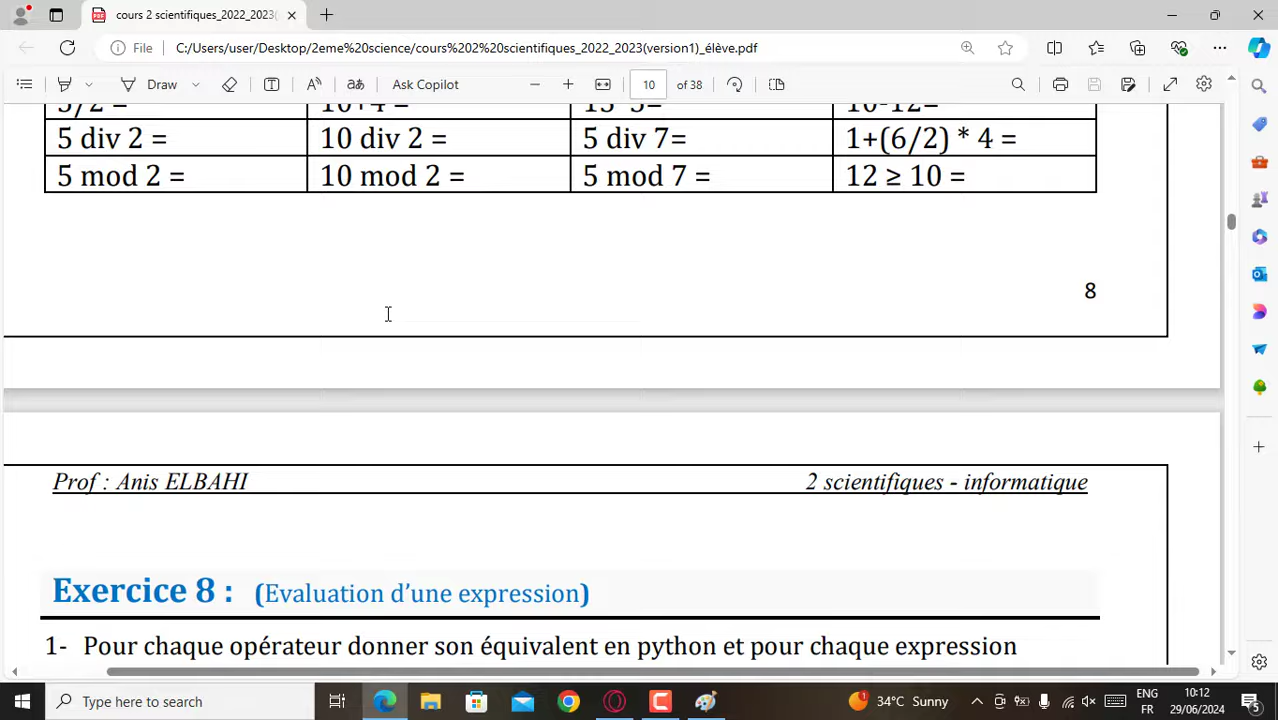 cours 2 scientifiques_2022_2023(
File
C:/Users/user/Desktop/2eme%20science/cours%202%20scientifiques_2022_2023(version1)_élève.pdf
Draw
aあ
Ask Copilot
10
of 38
5 div 2 =
10 div 2 =
5 div 7=
1+(6/2) * 4 =
5 mod 2 =
10 mod 2 =
5 mod 7 =
12 ≥ 10 =
8
Prof : Anis ELBAHI
2 scientifiques - informatique
Exercice 8 : (Evaluation d'une expression)
1- Pour chaque opérateur donner son équivalent en python et pour chaque expression
Type here to search
34°C Sunny
ENG
FR
10:12
29/06/2024
5